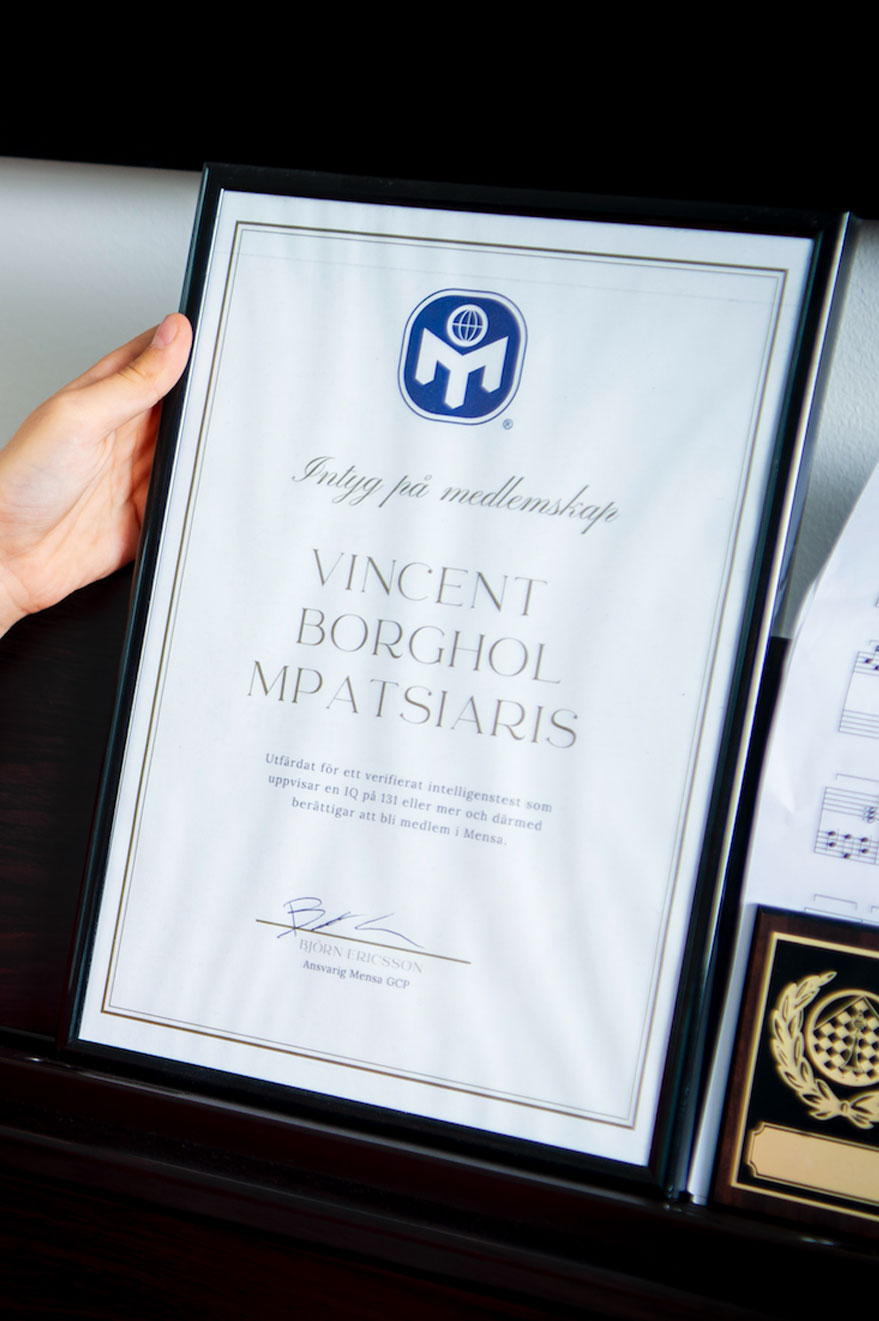 Intyg på medlemskap
VINCENT
BORGHOL
MPATSIARIS
Utfärdat för ett verifierat intelligenstest som
uppvisar en IQ på 131 eller mer och därmed
berättigar att bli medlem i Mensa.
BJÖRN ERICSSON
Ansvarig Mensa GCP